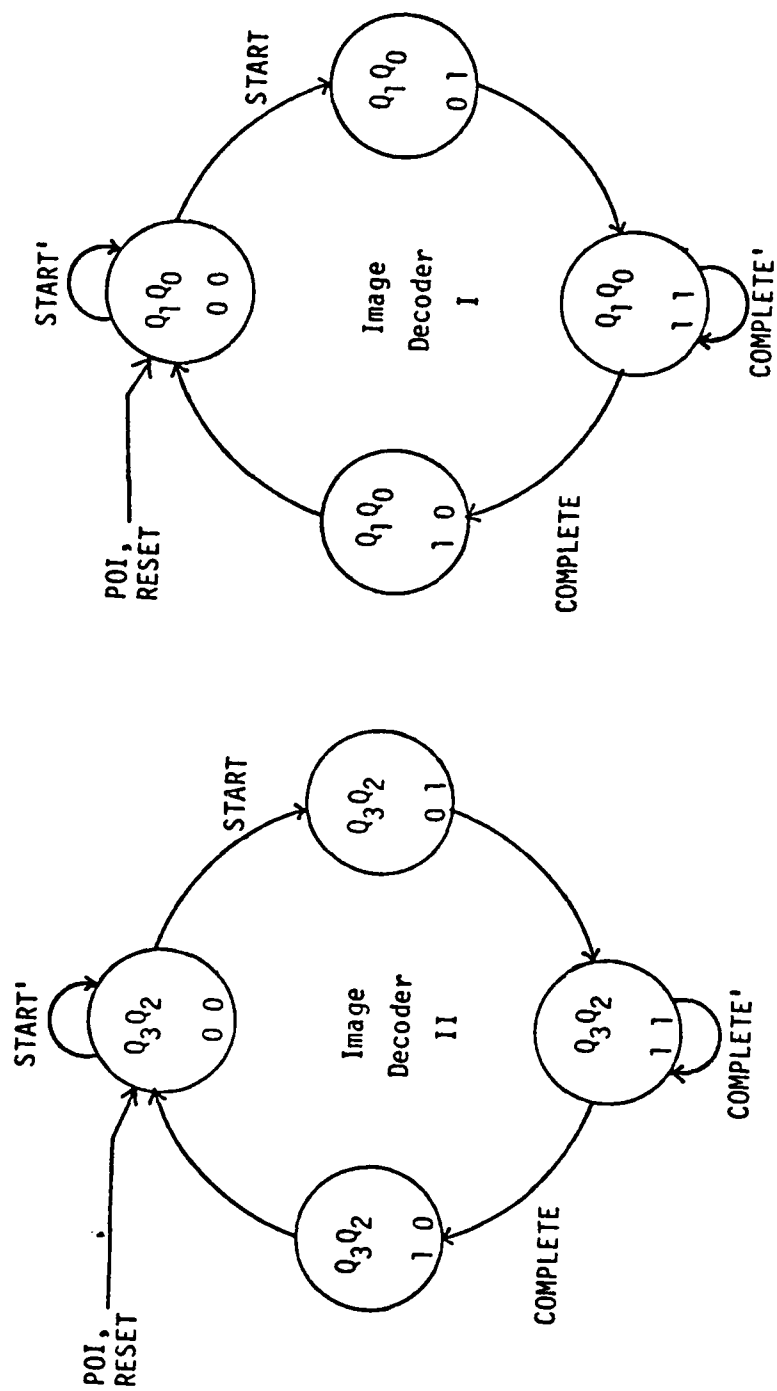 POI,
RESET
START'
Q3Q2
0 0
START
Q3Q2
0 1
Image
Decoder
II
Q3Q2
1 0
Q3Q2
1 1
COMPLETE
COMPLETE'
POI,
RESET
START'
Q1Q0
0 0
START
Q1Q0
0 1
Image
Decoder
I
Q1Q0
1 0
Q1Q0
1 1
COMPLETE
COMPLETE'